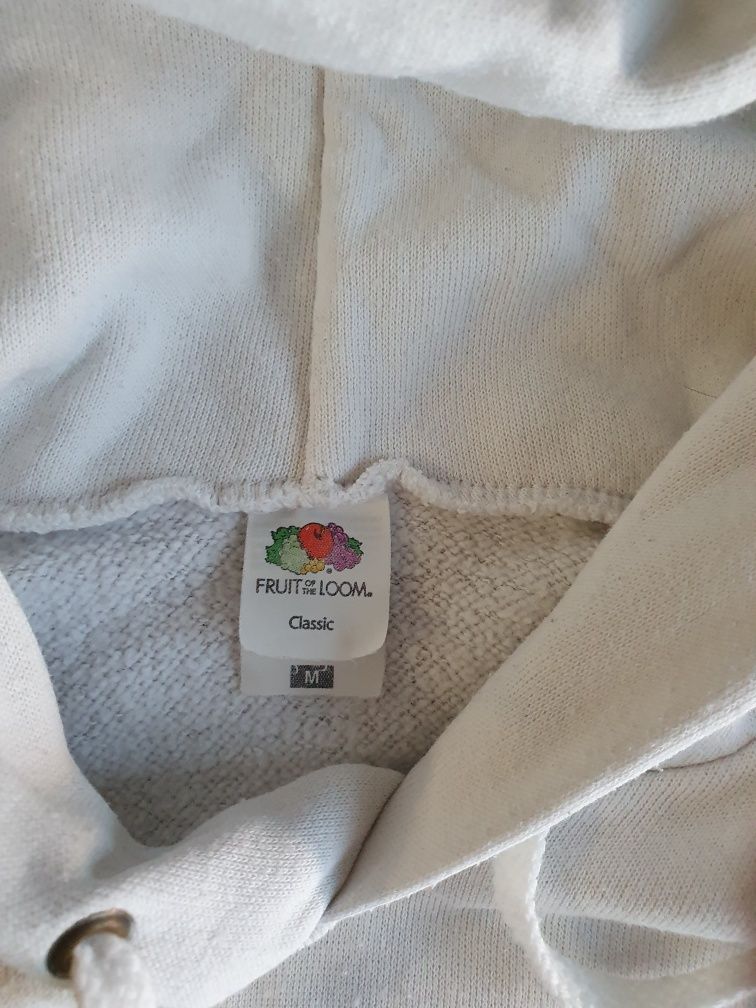 FRUIT OF THE LOOM.
Classic
M